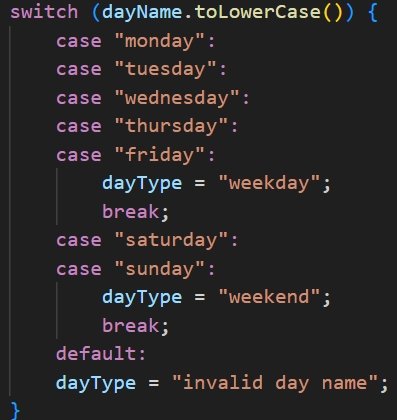 switch (dayName.toLowerCase()) {
    case "monday":
    case "tuesday":
    case "wednesday":
    case "thursday":
    case "friday":
        dayType = "weekday";
        break;
    case "saturday":
    case "sunday":
        dayType = "weekend";
        break;
    default:
    dayType = "invalid day name";
}